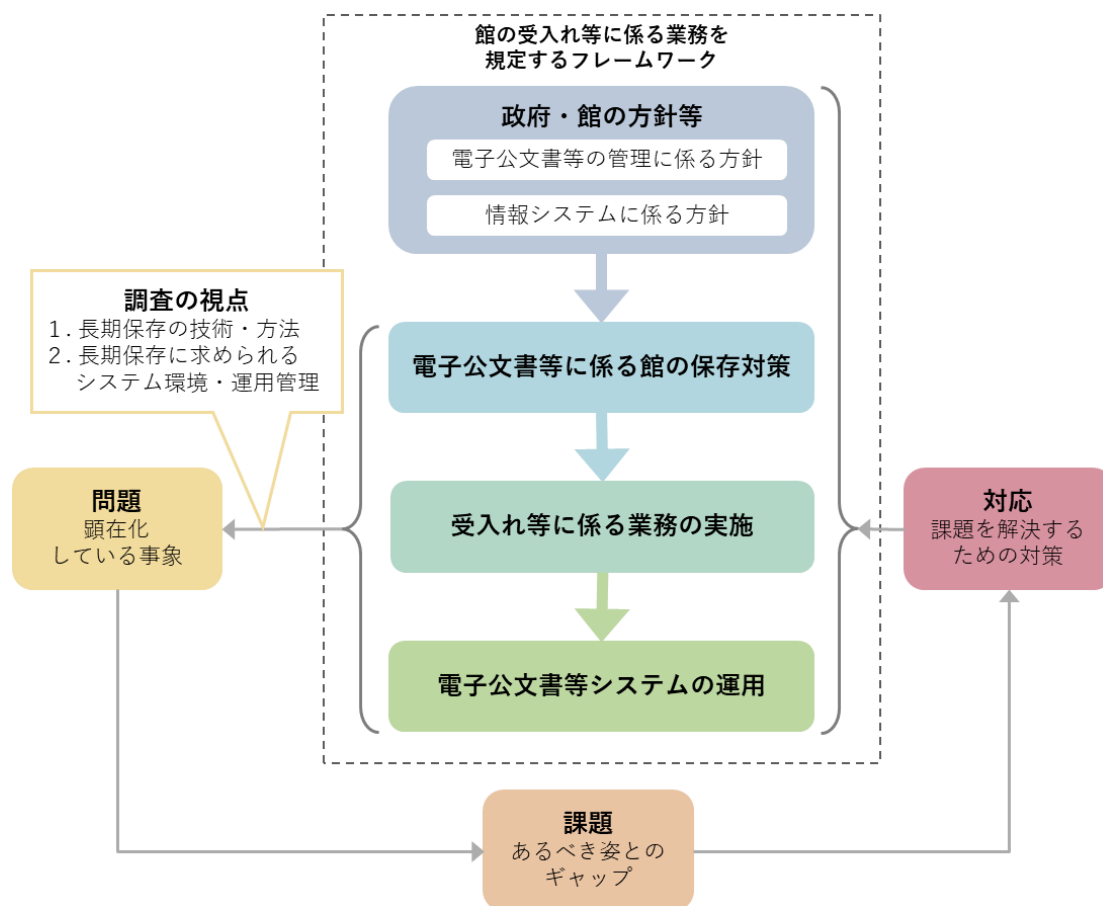 館の受入れ等に係る業務を
規定するフレームワーク
政府・館の方針等
電子公文書等の管理に係る方針
情報システムに係る方針
調査の視点
1．長期保存の技術・方法
2．長期保存に求められる
システム環境・運用管理
電子公文書等に係る館の保存対策
受入れ等に係る業務の実施
電子公文書等システムの運用
問題
顕在化
している事象
対応
課題を解決する
ための対策
課題
あるべき姿との
ギャップ